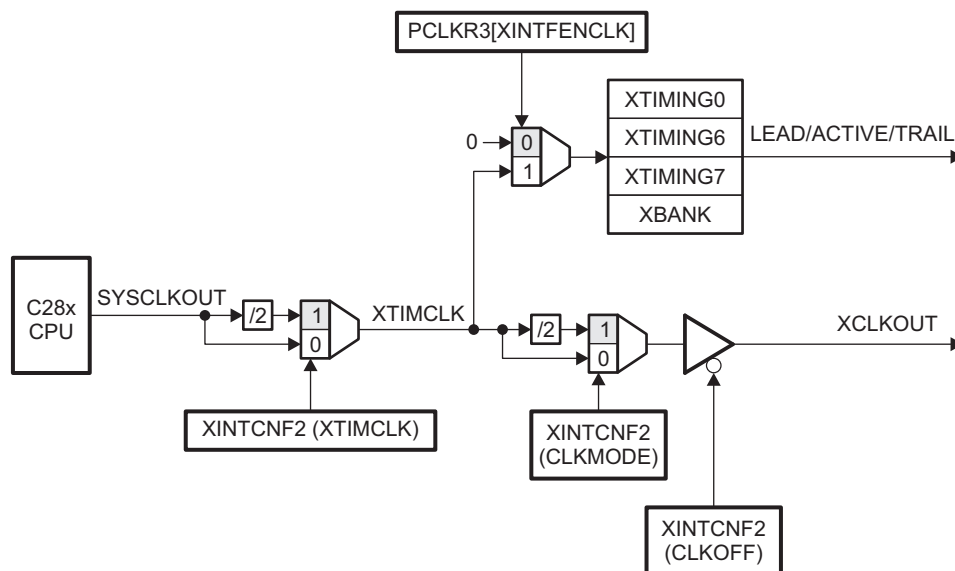 PCLKR3[XINTFENCLK]
XTIMING0
0
0
XTIMING6
LEAD/ACTIVE/TRAIL
1
XTIMING7
XBANK
C28x
CPU
SYSCLKOUT
/2
1
0
XTIMCLK
/2
1
0
XCLKOUT
XINTCNF2 (XTIMCLK)
XINTCNF2
(CLKMODE)
XINTCNF2
(CLKOFF)